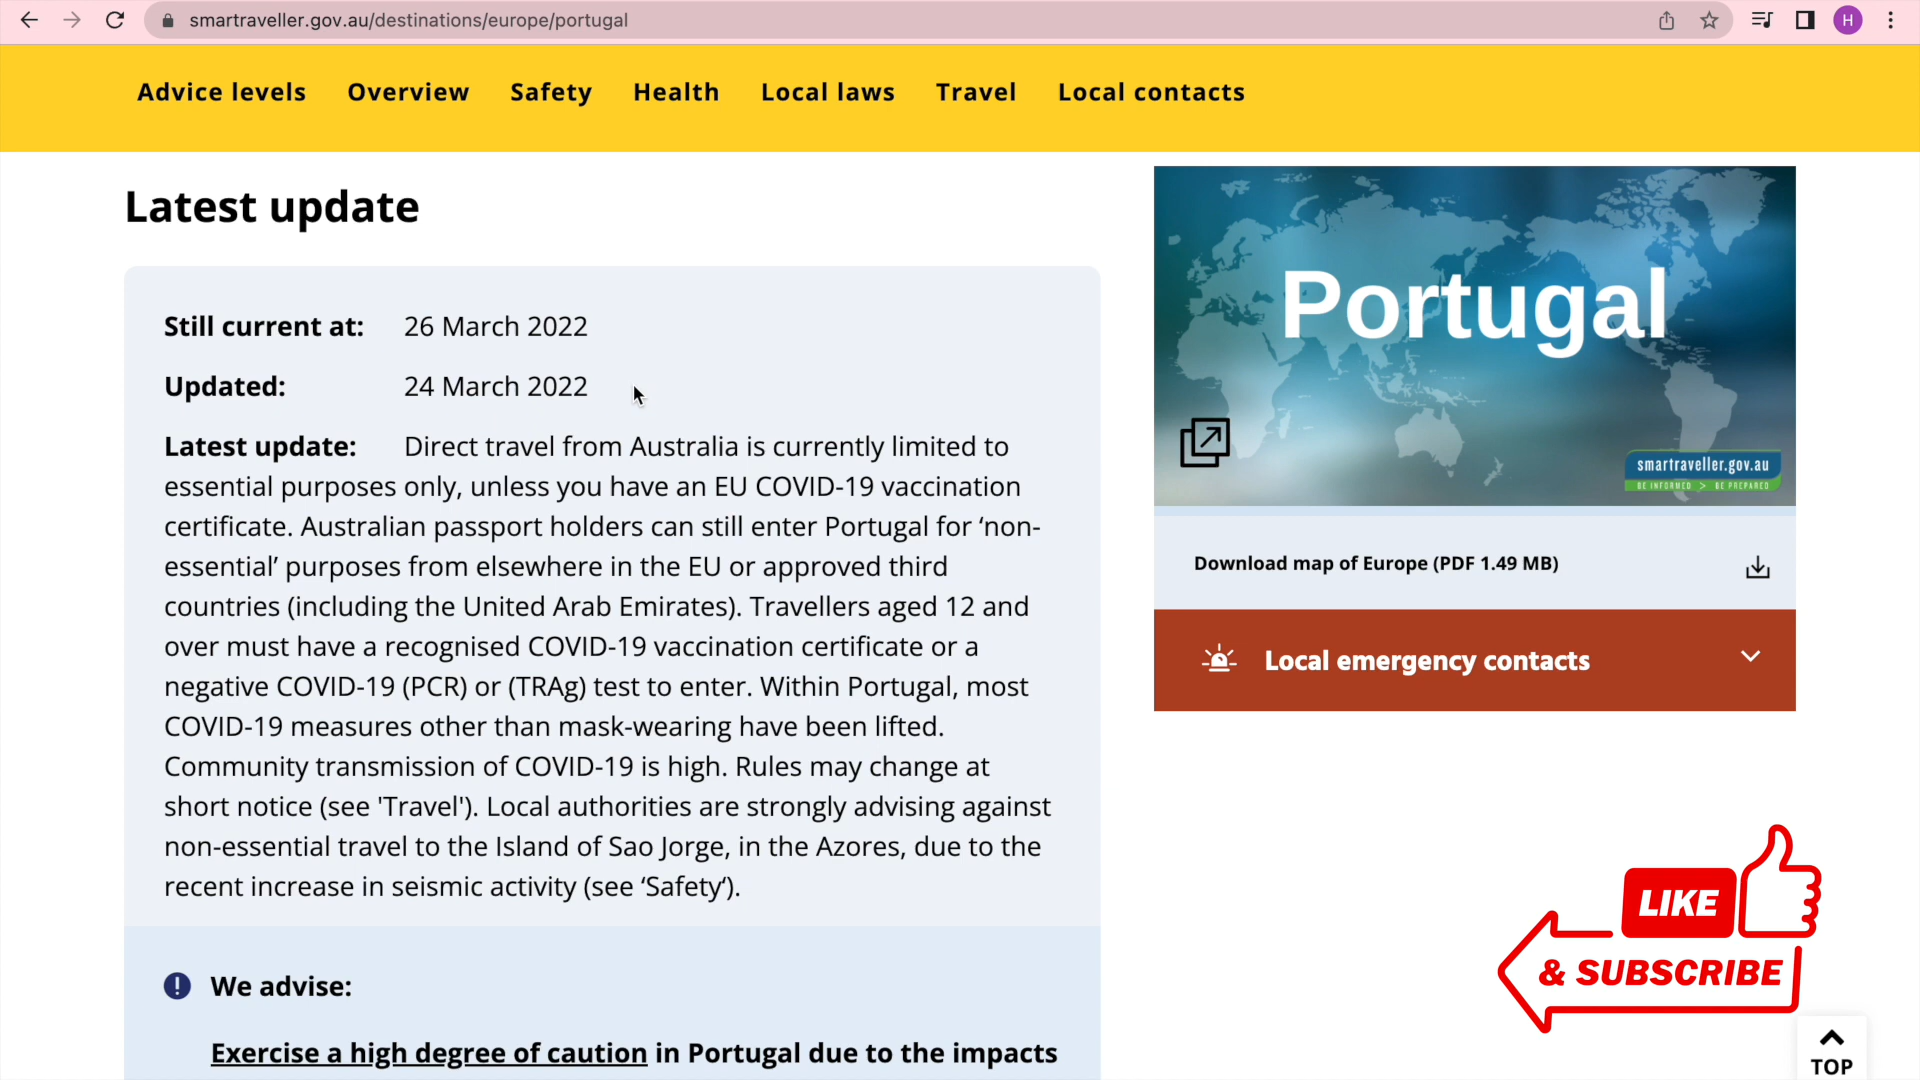 smartraveller.gov.au/destinations/europe/portugal
H
Advice levels Overview Safety Health Local laws Travel Local contacts
Latest update
Still current at: 26 March 2022
Updated: 24 March 2022
Latest update: Direct travel from Australia is currently limited to
essential purposes only, unless you have an EU COVID-19 vaccination
certificate. Australian passport holders can still enter Portugal for ‘non-
essential’ purposes from elsewhere in the EU or approved third
countries (including the United Arab Emirates). Travellers aged 12 and
over must have a recognised COVID-19 vaccination certificate or a
negative COVID-19 (PCR) or (TRAg) test to enter. Within Portugal, most
COVID-19 measures other than mask-wearing have been lifted.
Community transmission of COVID-19 is high. Rules may change at
short notice (see 'Travel'). Local authorities are strongly advising against
non-essential travel to the Island of Sao Jorge, in the Azores, due to the
recent increase in seismic activity (see ‘Safety‘).
We advise:
Exercise a high degree of caution in Portugal due to the impacts
Portugal
smartraveller.gov.au
BE INFORMED > BE PREPARED
Download map of Europe (PDF 1.49 MB)
Local emergency contacts
LIKE
& SUBSCRIBE
TOP